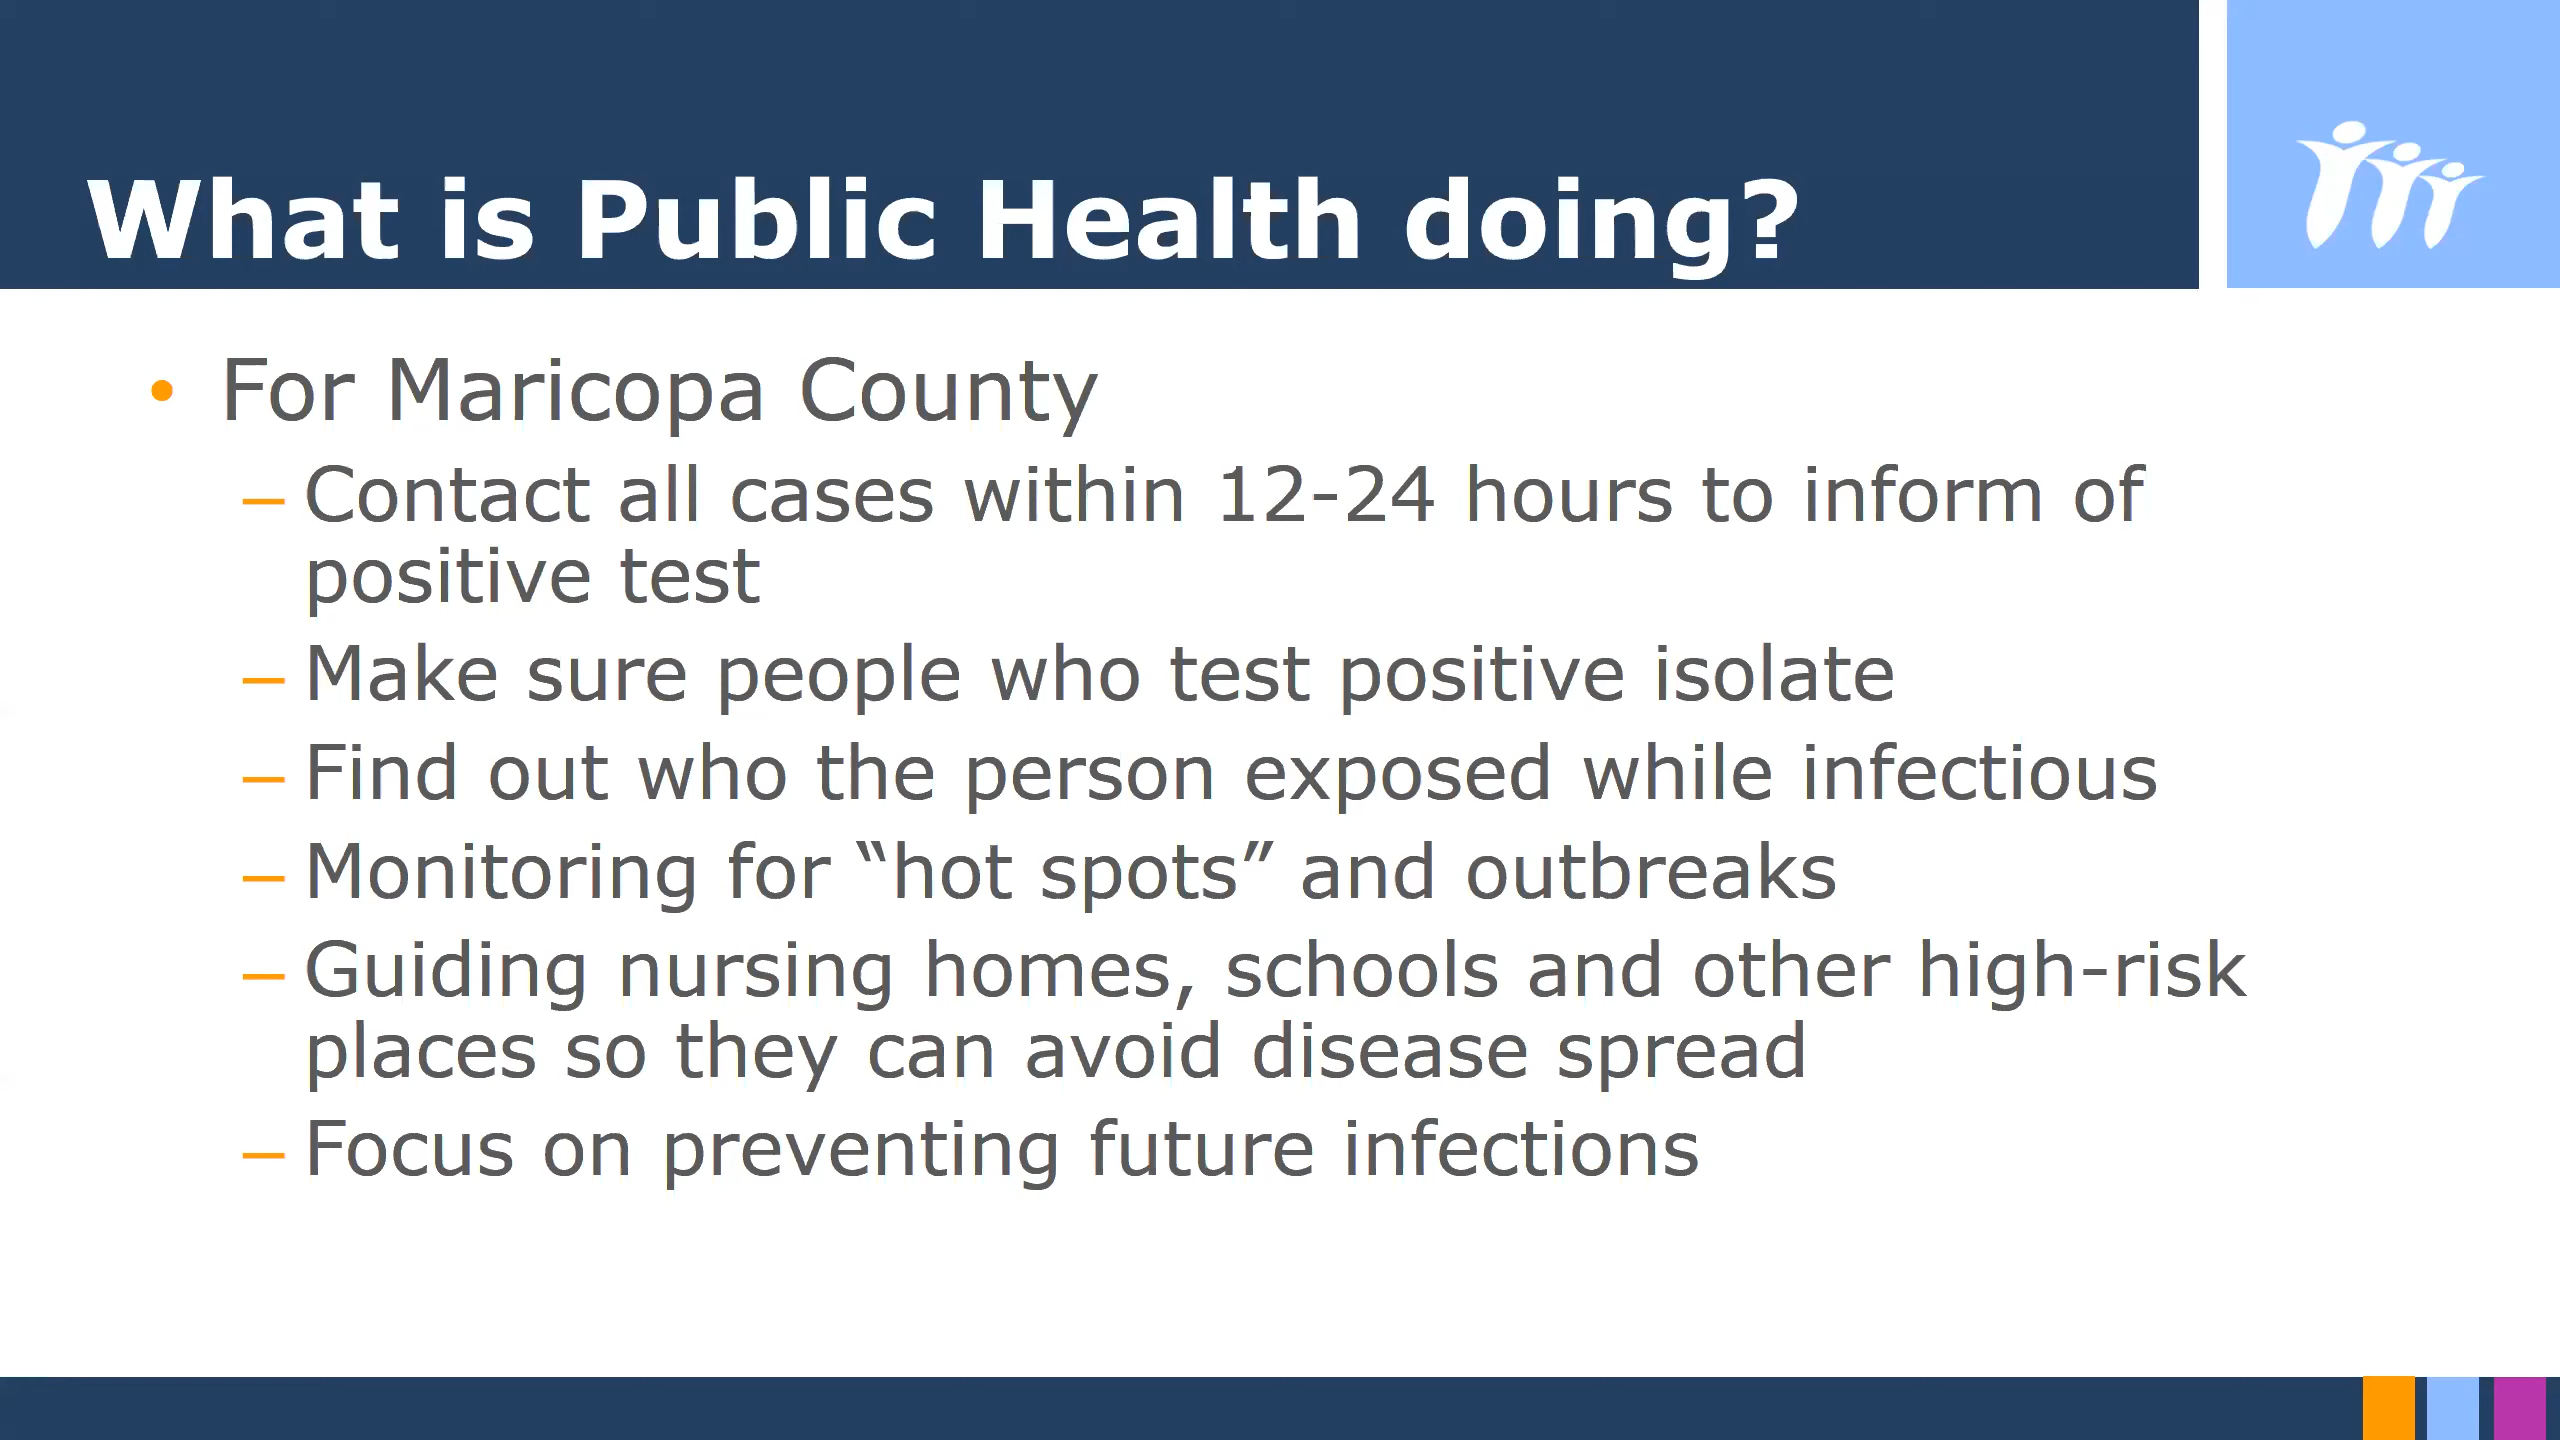 What is Public Health doing?
• For Maricopa County
– Contact all cases within 12-24 hours to inform of
positive test
– Make sure people who test positive isolate
– Find out who the person exposed while infectious
– Monitoring for “hot spots” and outbreaks
– Guiding nursing homes, schools and other high-risk
places so they can avoid disease spread
– Focus on preventing future infections